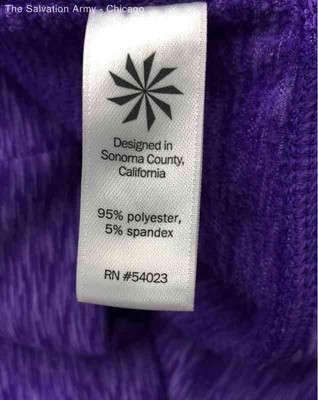 The Salvation Army - Chicago
Designed in
Sonoma County,
California
95% polyester,
5% spandex
RN #54023